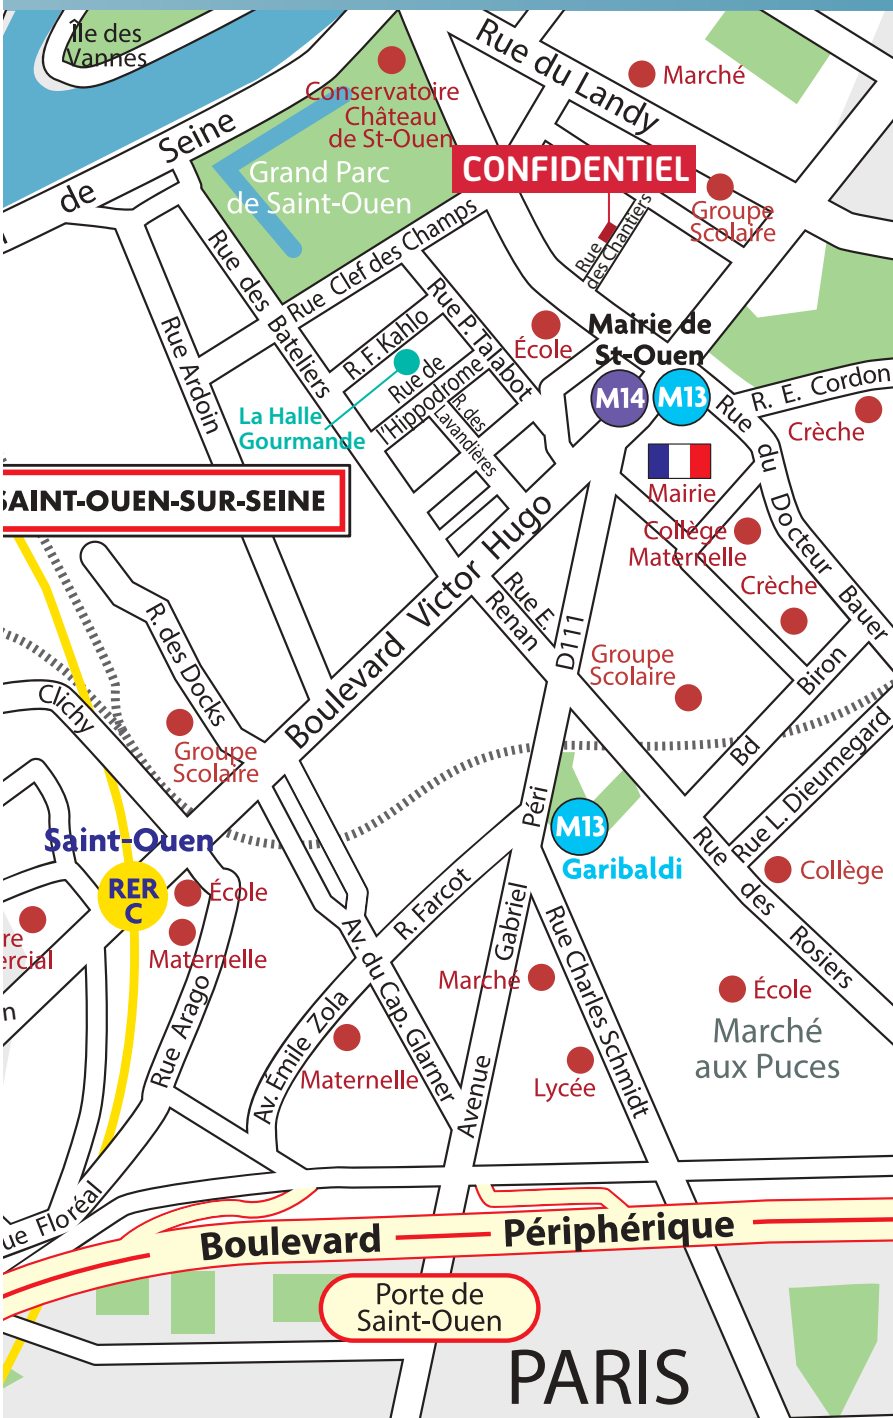 Île des
Vannes
Rue du Landy
Marché
Conservatoire
Château
de St-Ouen
de Seine
CONFIDENTIEL
Grand Parc
de Saint-Ouen
Groupe
Scolaire
Rue
des Chantiers
Rue des Bateliers
Rue Clef des Champs
Rue Ardoin
R. F. Kahlo
Rue P. Talabot
École
Mairie de
St-Ouen
M14
M13
Rue de
l'Hippodrome
R. des
Lavandières
La Halle
Gourmande
R. E. Cordon
Crèche
Rue du Docteur Bauer
Mairie
SAINT-OUEN-SUR-SEINE
Collège
Maternelle
Crèche
Boulevard Victor Hugo
Rue E.
Renan
D111
R. des Docks
Groupe
Scolaire
Bd Biron
Clichy
Groupe
Scolaire
Rue L. Dieumegard
Saint-Ouen
RER
C
École
Maternelle
M13
Garibaldi
Collège
Rue des Rosiers
R. Farcot
Avenue Gabriel Péri
re
ercial
n
Rue Arago
Av. du Cap. Glarner
Marché
Rue Charles Schmidt
École
Marché
aux Puces
Av. Émile Zola
Maternelle
Lycée
ue Floréal
Boulevard Périphérique
Porte de
Saint-Ouen
PARIS